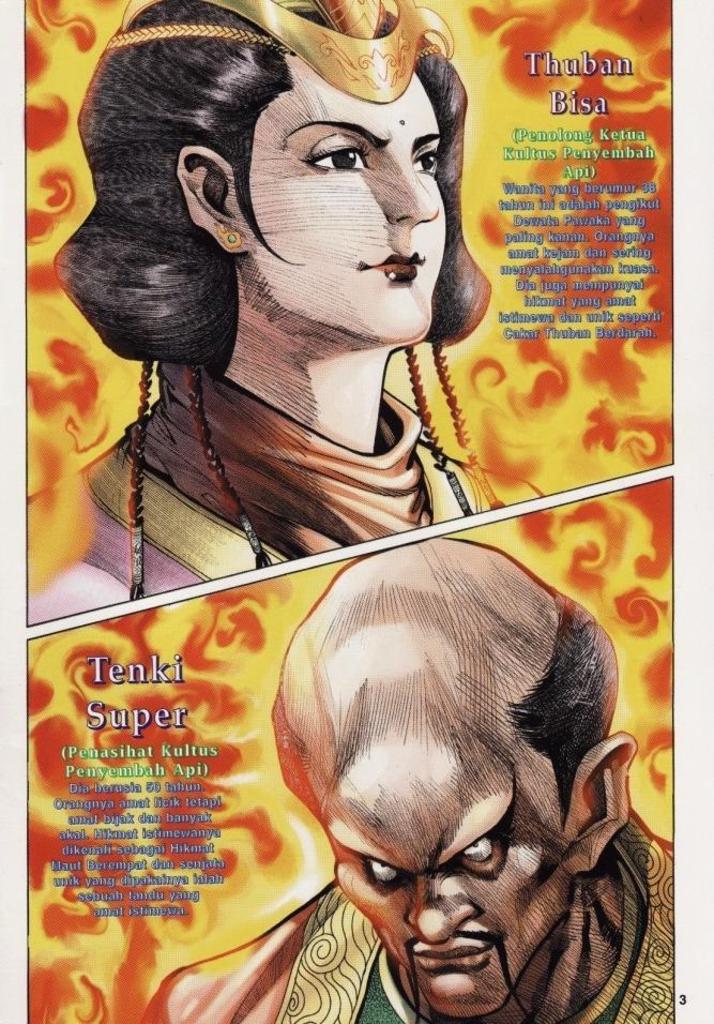 Thuban
Bisa
(Penolong Ketua
Kultus Penyembah
Api)
Wanita yang berumur 38
tahun ini adalah pengikut
Dewata Pawaka yang
paling kanan. Orangnya
amat kejam dan sering
menyalahgunakan kuasa.
Dia juga mempunyai
hikmat yang amat
istimewa dan unik seperti
Cakar Thuban Berdarah.
Tenki
Super
(Penasihat Kultus
Penyembah Api)
Dia berusia 50 tahun.
Orangnya amat licik tetapi
amat bijak dan banyak
akal. Hikmat istimewanya
dikenali sebagai Hikmat
Maut Berempat dan senjata
unik yang dipakainya ialah
sebuah tandu yang
amat istimewa.
3